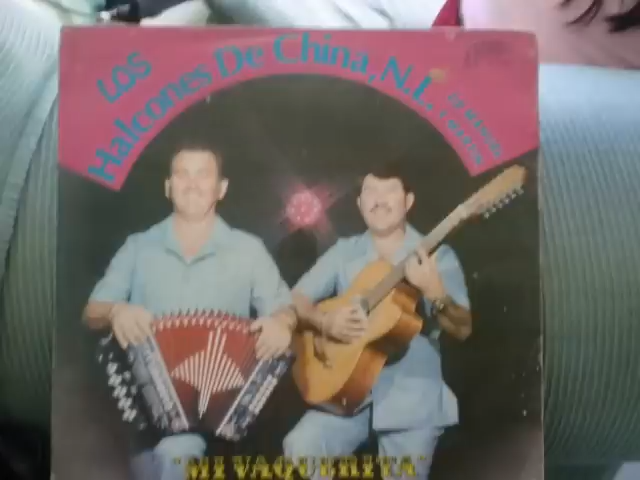 LOS
Halcones De China, N.L.
"MI VAQUERITA"